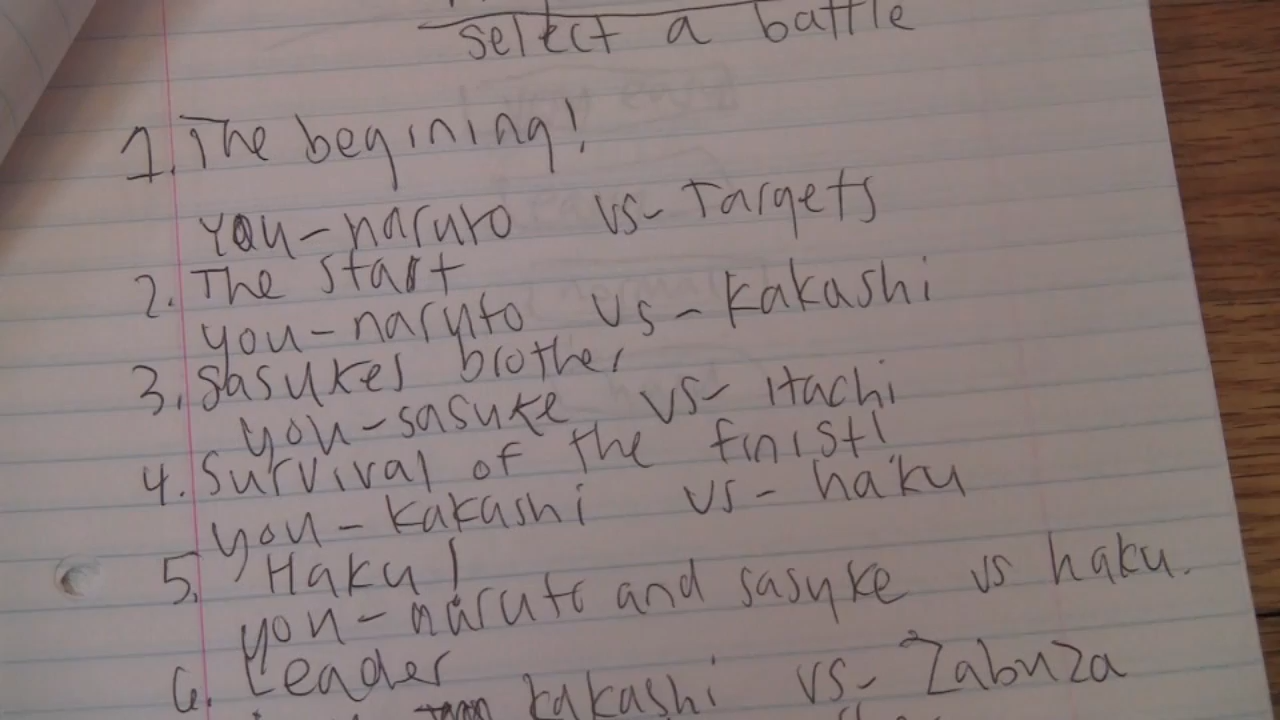 select a battle
1. The begining!
you-naruto vs- Targets
2. The start
you-naruto vs-kakashi
3. sasukes brother
you-sasuke vs- Itachi
4. Survival of the finist!
you-kakashi vs- haku
5. Haku!
you-naruto and sasuke vs haku.
6. Leader
kakashi vs- Zabuza